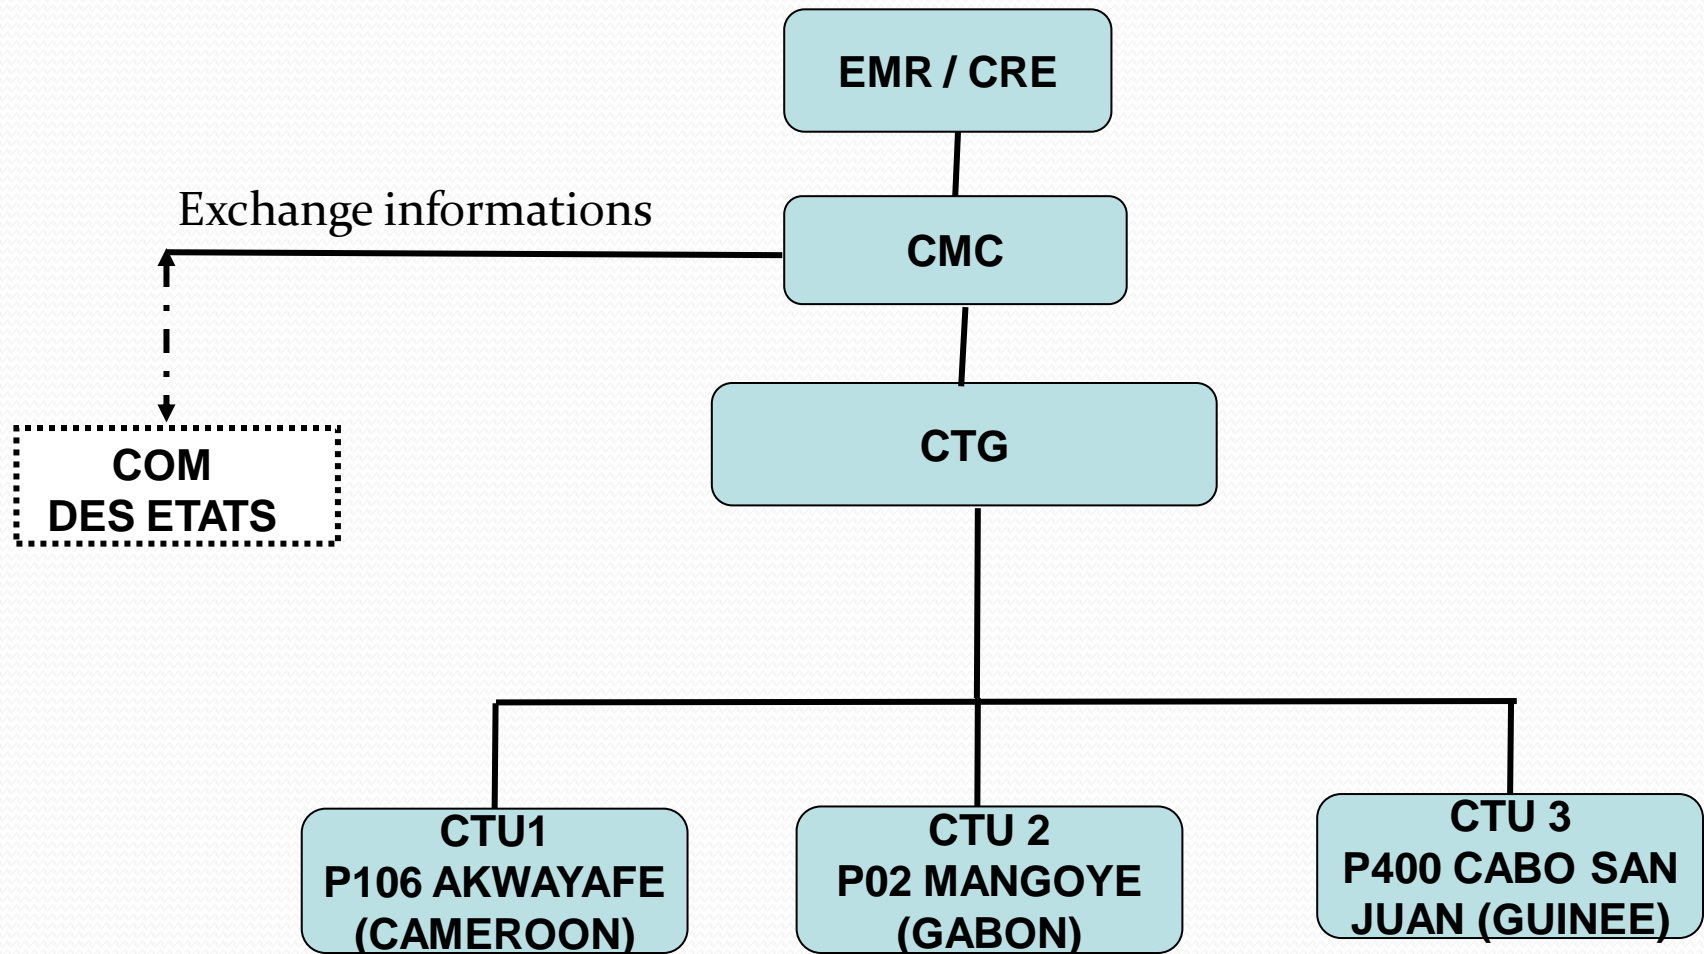 EMR / CRE
Exchange informations
CMC
CTG
COM
DES ETATS
CTU1
P106 AKWAYAFE
(CAMEROON)
CTU 2
P02 MANGOYE
(GABON)
CTU 3
P400 CABO SAN
JUAN (GUINEE)